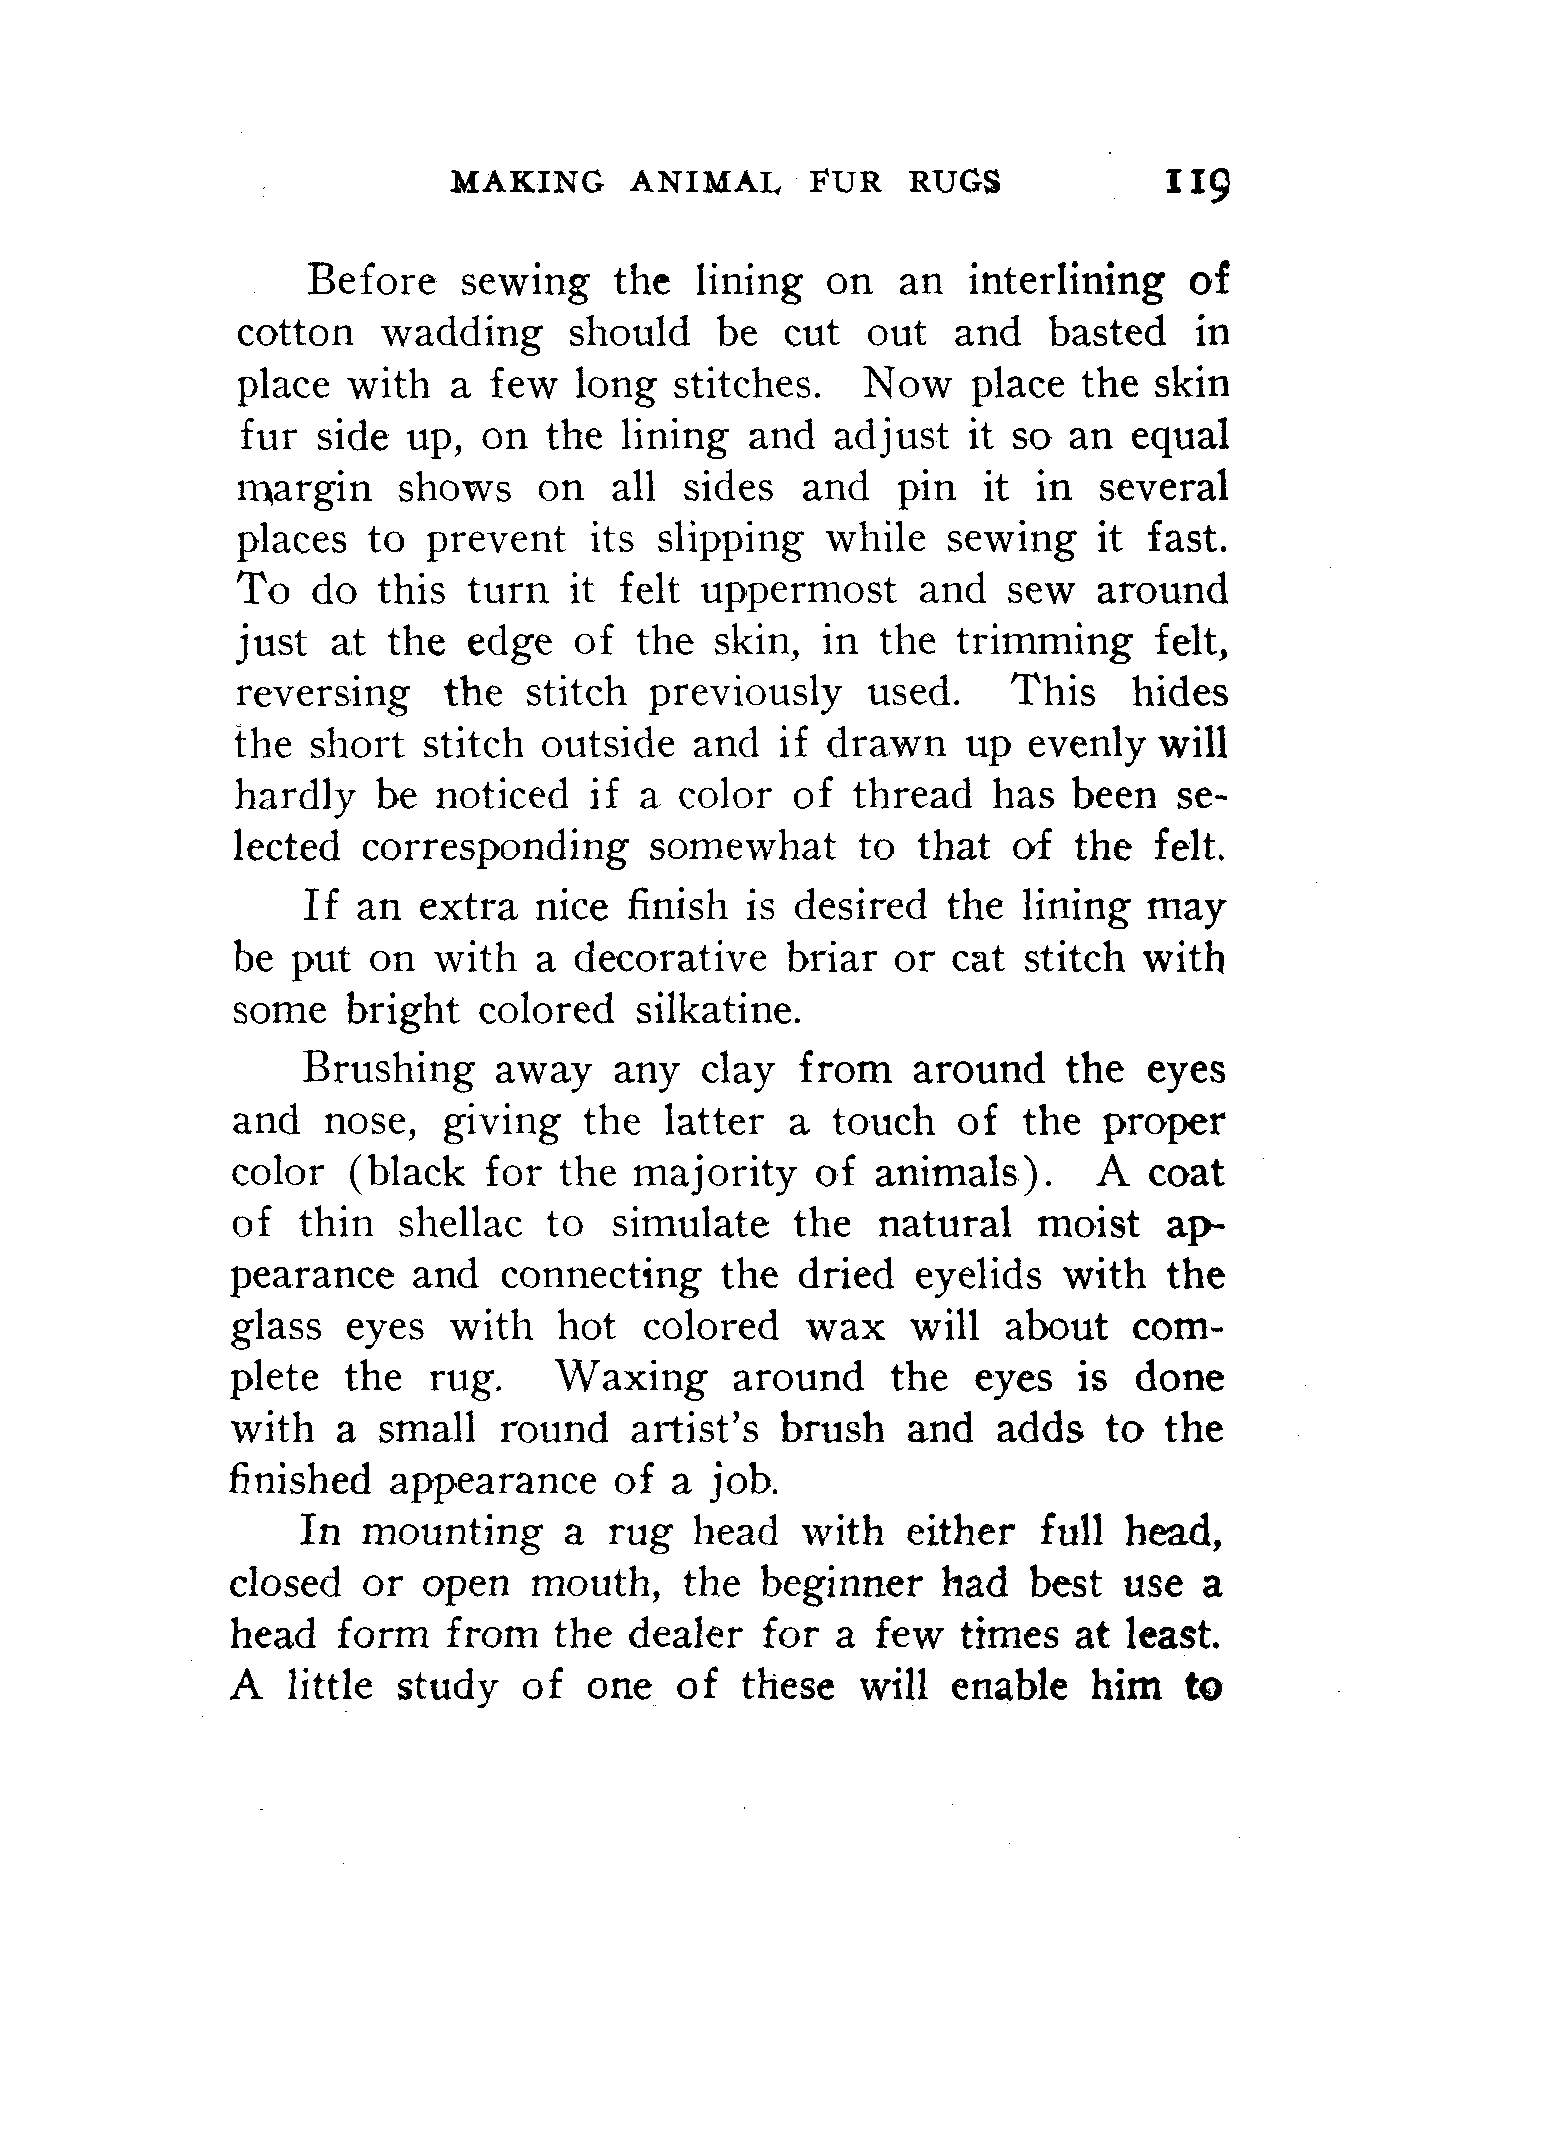 MAKING ANIMAL FUR RUGS 119
Before sewing the lining on an interlining of
cotton wadding should be cut out and basted in
place with a few long stitches. Now place the skin
fur side up, on the lining and adjust it so an equal
margin shows on all sides and pin it in several
places to prevent its slipping while sewing it fast.
To do this turn it felt uppermost and sew around
just at the edge of the skin, in the trimming felt,
reversing the stitch previously used. This hides
the short stitch outside and if drawn up evenly will
hardly be noticed if a color of thread has been se-
lected corresponding somewhat to that of the felt.
If an extra nice finish is desired the lining may
be put on with a decorative briar or cat stitch with
some bright colored silkatine.
Brushing away any clay from around the eyes
and nose, giving the latter a touch of the proper
color (black for the majority of animals). A coat
of thin shellac to simulate the natural moist ap-
pearance and connecting the dried eyelids with the
glass eyes with hot colored wax will about com-
plete the rug. Waxing around the eyes is done
with a small round artist's brush and adds to the
finished appearance of a job.
In mounting a rug head with either full head,
closed or open mouth, the beginner had best use a
head form from the dealer for a few times at least.
A little study of one of these will enable him to